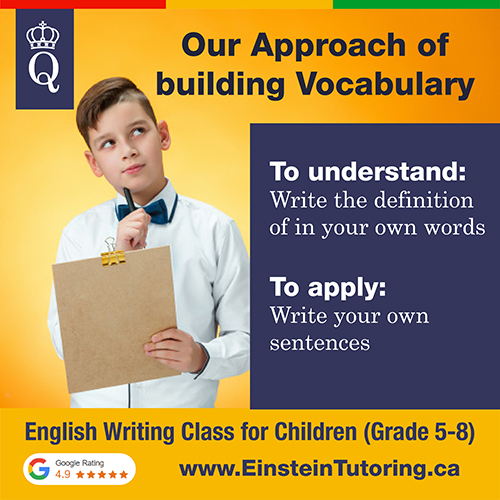 Q
Our Approach of
building Vocabulary
To understand:
Write the definition
of in your own words
To apply:
Write your own
sentences
English Writing Class for Children (Grade 5-8)
G
Google Rating
4.9
www.EinsteinTutoring.ca